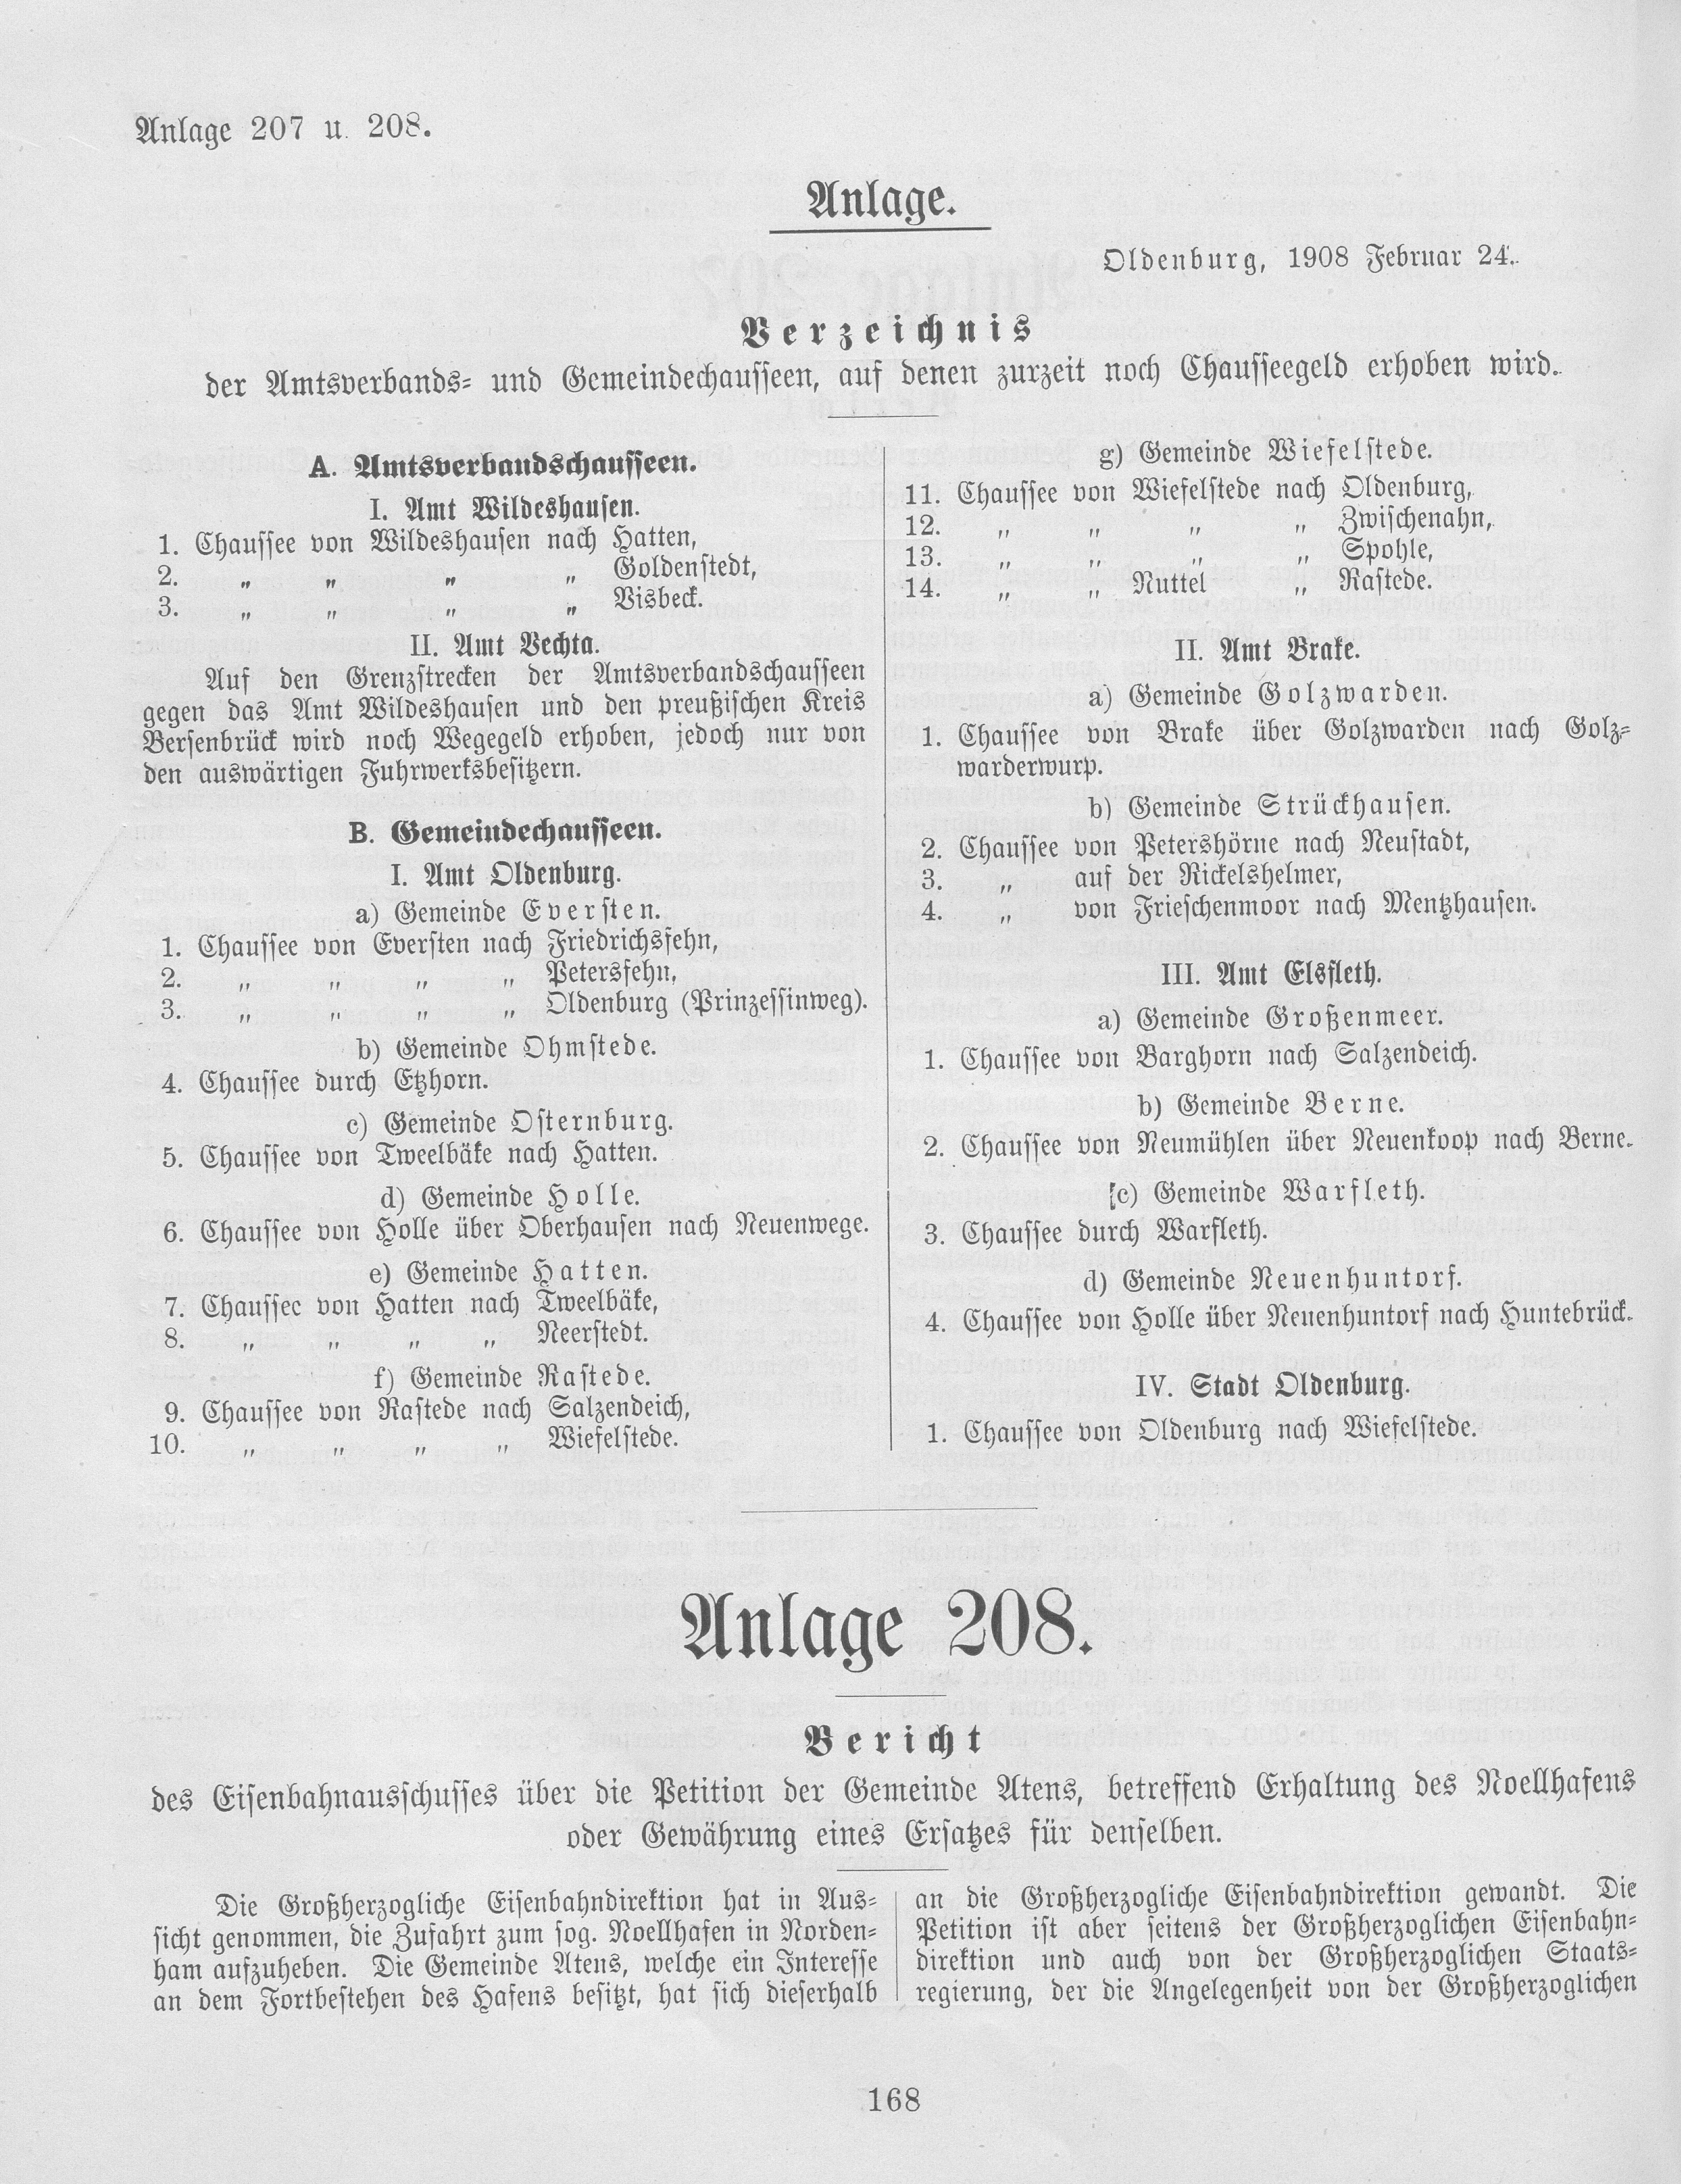 Anlage 207 u. 208.
Anlage.
Oldenburg, 1908 Februar 24.
Verzeichnis
der Amtsverbands- und Gemeindechausseen, auf denen zurzeit noch Chausseegeld erhoben wird.
A. Amtsverbandschausseen.
I. Amt Wildeshausen.
1. Chaussee von Wildeshausen nach Hatten,
2. „ „ „ „ Goldenstedt,
3. „ „ „ „ Visbeck.
II. Amt Vechta.
Auf den Grenzstrecken der Amtsverbandschausseen
gegen das Amt Wildeshausen und den preußischen Kreis
Bersenbrück wird noch Wegegeld erhoben, jedoch nur von
den auswärtigen Fuhrwerksbesitzern.
B. Gemeindechausseen.
I. Amt Oldenburg.
a) Gemeinde Eversten.
1. Chaussee von Eversten nach Friedrichsfehn,
2. „ „ „ „ Petersfehn,
3. „ „ „ „ Oldenburg (Prinzessinweg).
b) Gemeinde Ohmstede.
4. Chaussee durch Etzhorn.
c) Gemeinde Osternburg.
5. Chaussee von Tweelbäke nach Hatten.
d) Gemeinde Holle.
6. Chaussee von Holle über Oberhausen nach Neuenwege.
e) Gemeinde Hatten.
7. Chaussee von Hatten nach Tweelbäke,
8. „ „ „ „ Neerstedt.
f) Gemeinde Rastede.
9. Chaussee von Rastede nach Salzendeich,
10. „ „ „ „ Wiefelstede.
g) Gemeinde Wiefelstede.
11. Chaussee von Wiefelstede nach Oldenburg,
12. „ „ „ „ Zwischenahn,
13. „ „ „ „ Spohle,
14. „ „ Nuttel „ Rastede.
II. Amt Brake.
a) Gemeinde Golzwarden.
1. Chaussee von Brake über Golzwarden nach Golz-
warderwurp.
b) Gemeinde Strückhausen.
2. Chaussee von Petershörne nach Neustadt,
3. „ auf der Rickelshelmer,
4. „ von Frieschenmoor nach Mentzhausen.
III. Amt Elsfleth.
a) Gemeinde Großenmeer.
1. Chaussee von Barghorn nach Salzendeich.
b) Gemeinde Berne.
2. Chaussee von Neumühlen über Neuenkoop nach Berne.
c) Gemeinde Warfleth.
3. Chaussee durch Warfleth.
d) Gemeinde Neuenhuntorf.
4. Chaussee von Holle über Neuenhuntorf nach Huntebrück.
IV. Stadt Oldenburg.
1. Chaussee von Oldenburg nach Wiefelstede.
Anlage 208.
Bericht
des Eisenbahnausschusses über die Petition der Gemeinde Atens, betreffend Erhaltung des Noellhafens
oder Gewährung eines Ersatzes für denselben.
Die Großherzogliche Eisenbahndirektion hat in Aus-
sicht genommen, die Zufahrt zum sog. Noellhafen in Norden-
ham aufzuheben. Die Gemeinde Atens, welche ein Interesse
an dem Fortbestehen des Hafens besitzt, hat sich dieserhalb
an die Großherzogliche Eisenbahndirektion gewandt. Die
Petition ist aber seitens der Großherzoglichen Eisenbahn-
direktion und auch von der Großherzoglichen Staats-
regierung, der die Angelegenheit von der Großherzoglichen
168